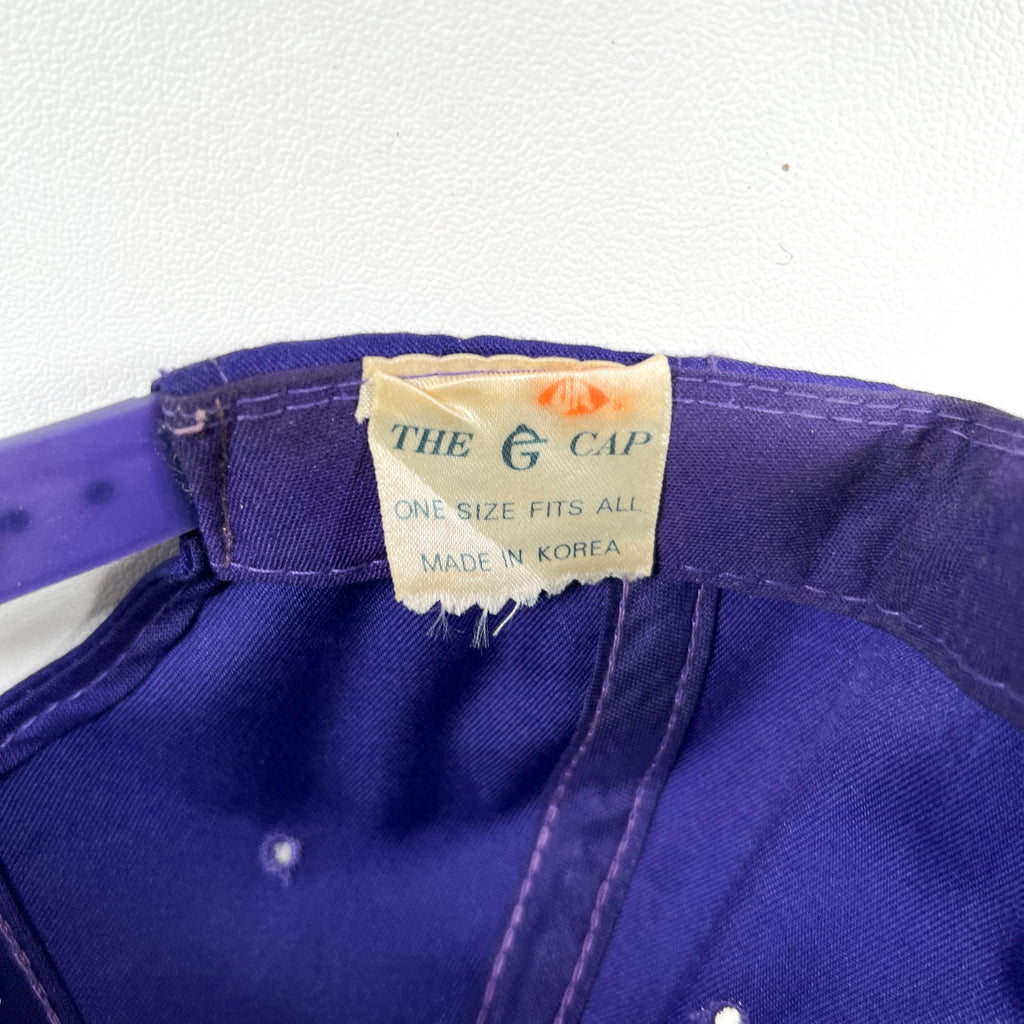 THE G CAP
ONE SIZE FITS ALL
MADE IN KOREA